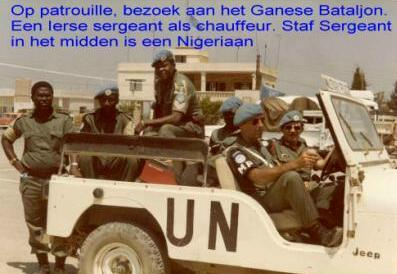 Op patrouille, bezoek aan het Ganese Bataljon.
Een Ierse sergeant als chauffeur. Staf Sergeant
in het midden is een Nigeriaan
UN